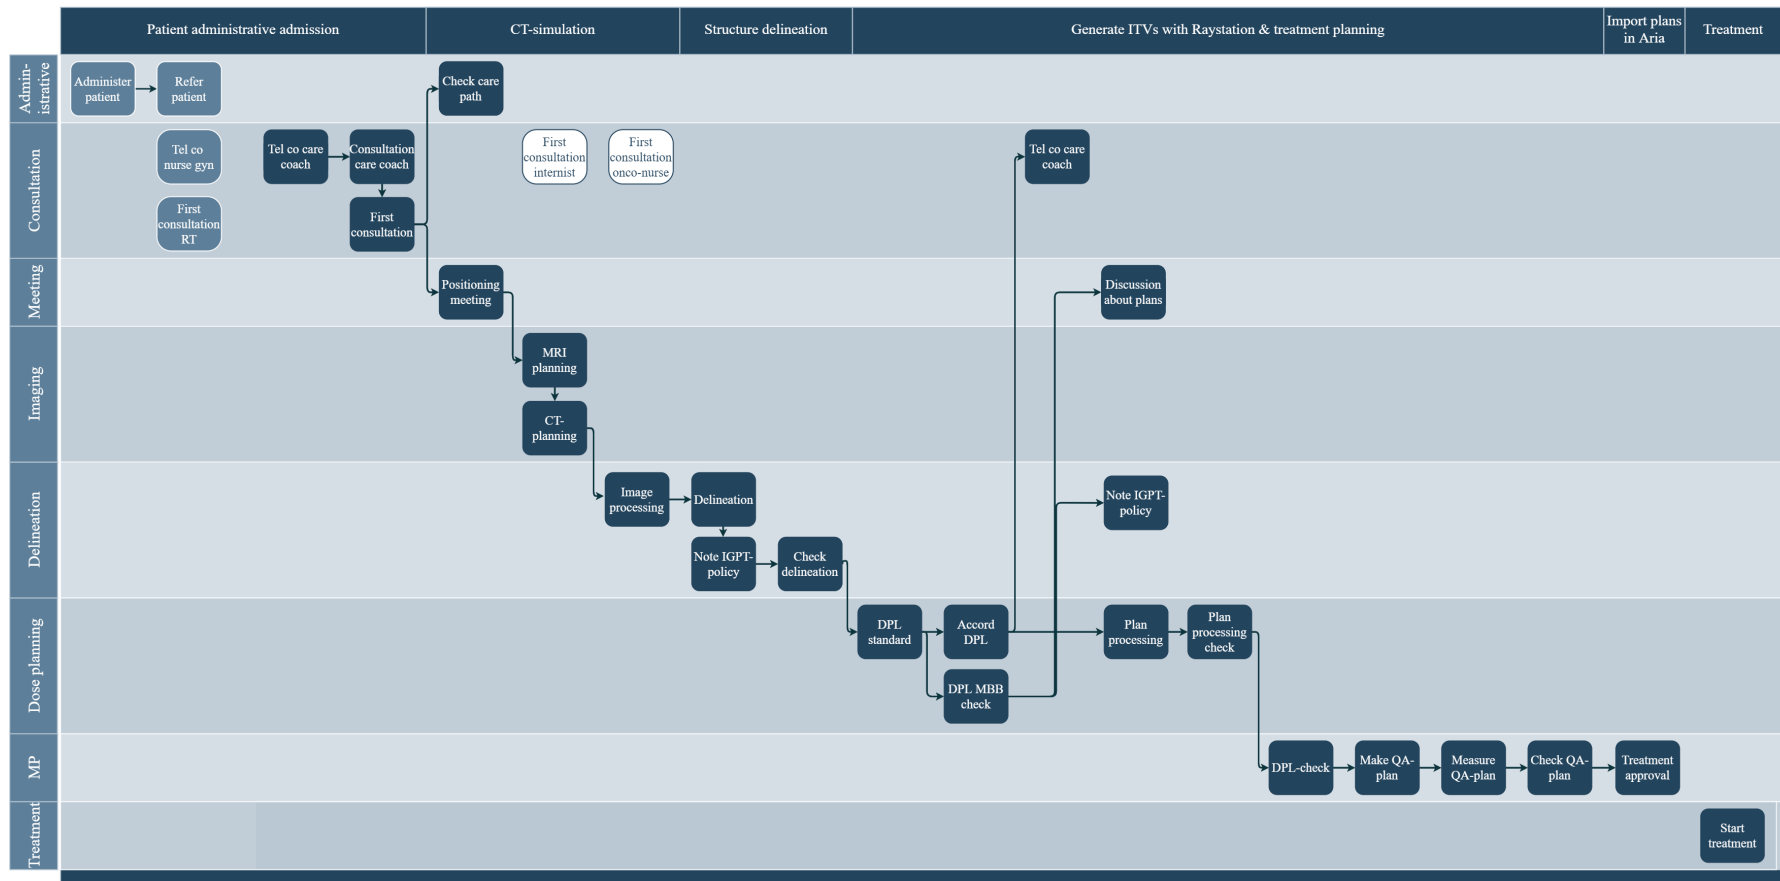 Patient administrative admission
CT-simulation
Structure delineation
Generate ITVs with Raystation & treatment planning
Import plans
in Aria
Treatment
Admin-
istrative
Administer
patient
Refer
patient
Check care
path
Consultation
Tel co
nurse gyn
Tel co care
coach
Consultation
care coach
First
consultation
internist
First
consultation
onco-nurse
Tel co care
coach
First
consultation
RT
First
consultation
Meeting
Positioning
meeting
Discussion
about plans
Imaging
MRI
planning
CT-
planning
Delineation
Image
processing
Delineation
Note IGPT-
policy
Note IGPT-
policy
Check
delineation
Dose planning
DPL
standard
Accord
DPL
Plan
processing
Plan
processing
check
DPL MBB
check
MP
DPL-check
Make QA-
plan
Measure
QA-plan
Check QA-
plan
Treatment
approval
Treatment
Start
treatment